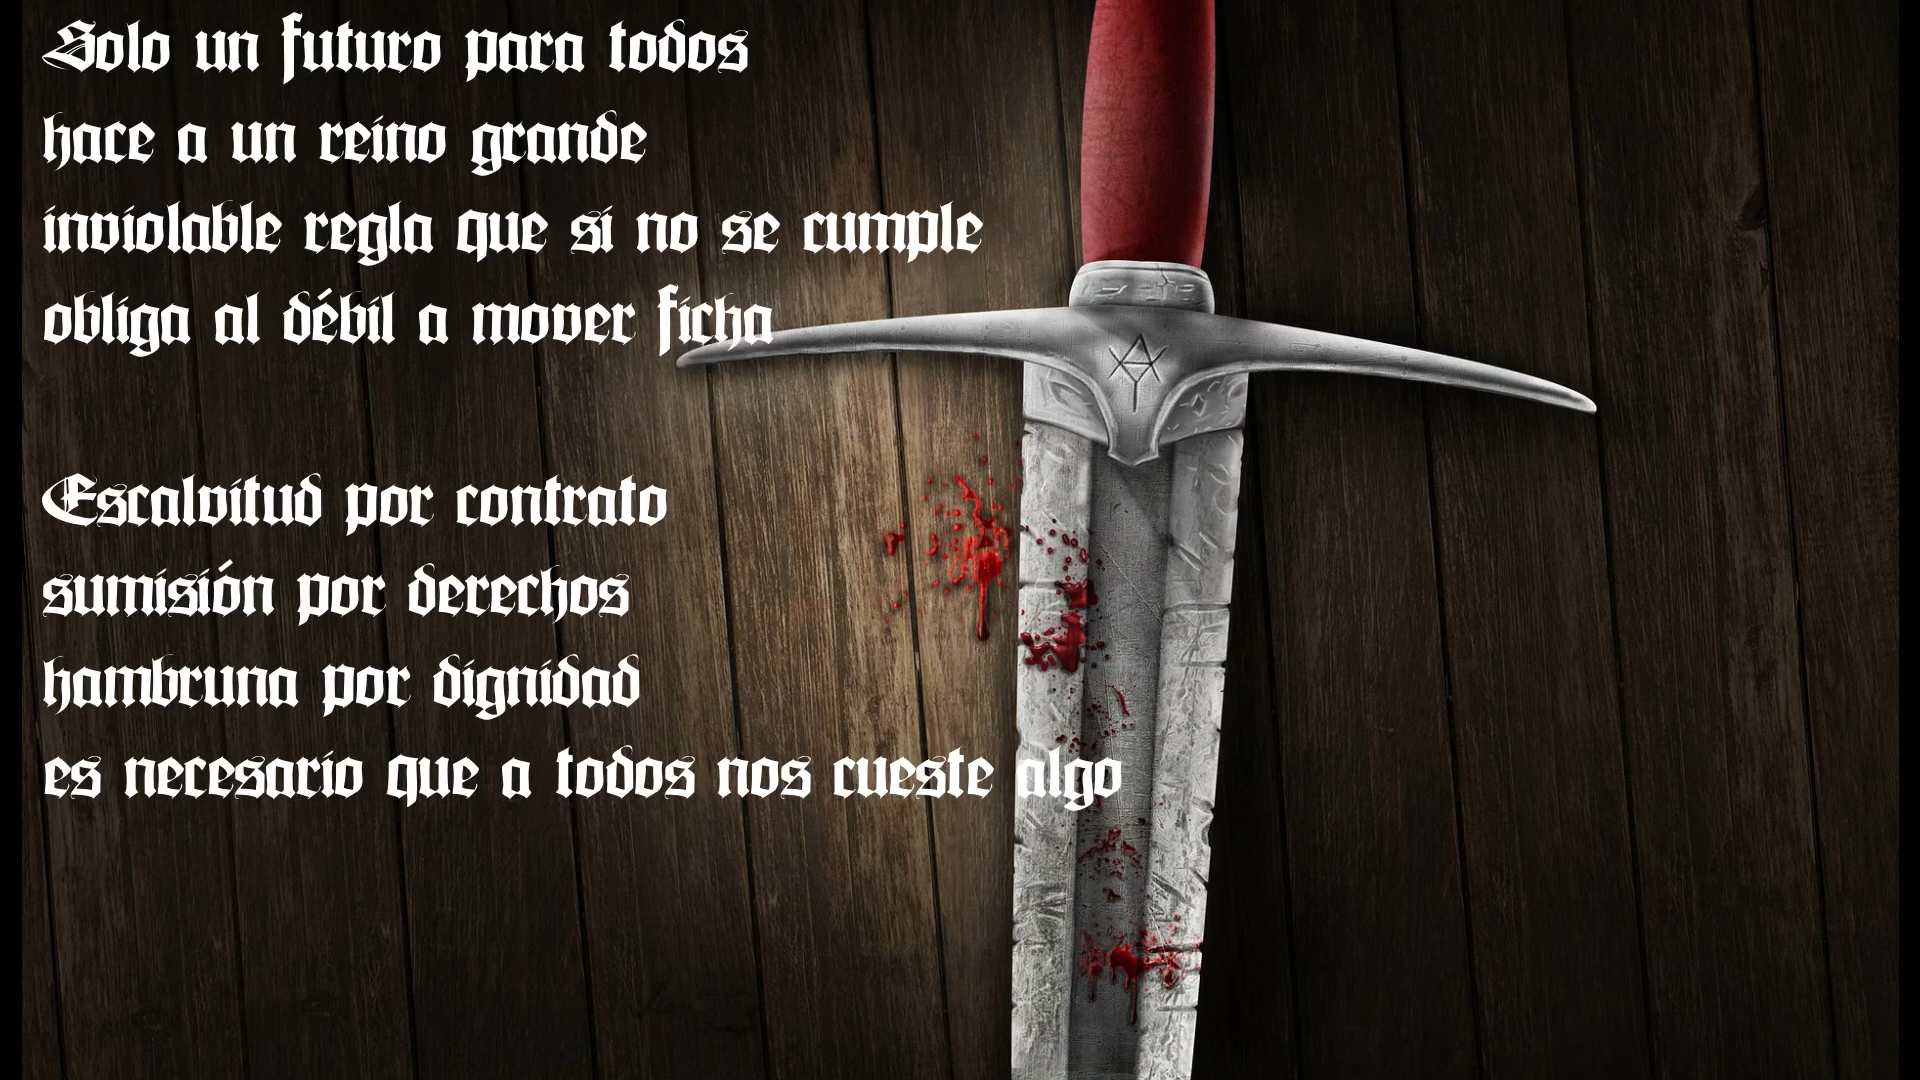 Solo un futuro para todos
hace a un reino grande
inviolable regla que si no se cumple
obliga al débil a mover ficha
Escalvitud por contrato
sumisión por derechos
hambruna por dignidad
es necesario que a todos nos cueste algo